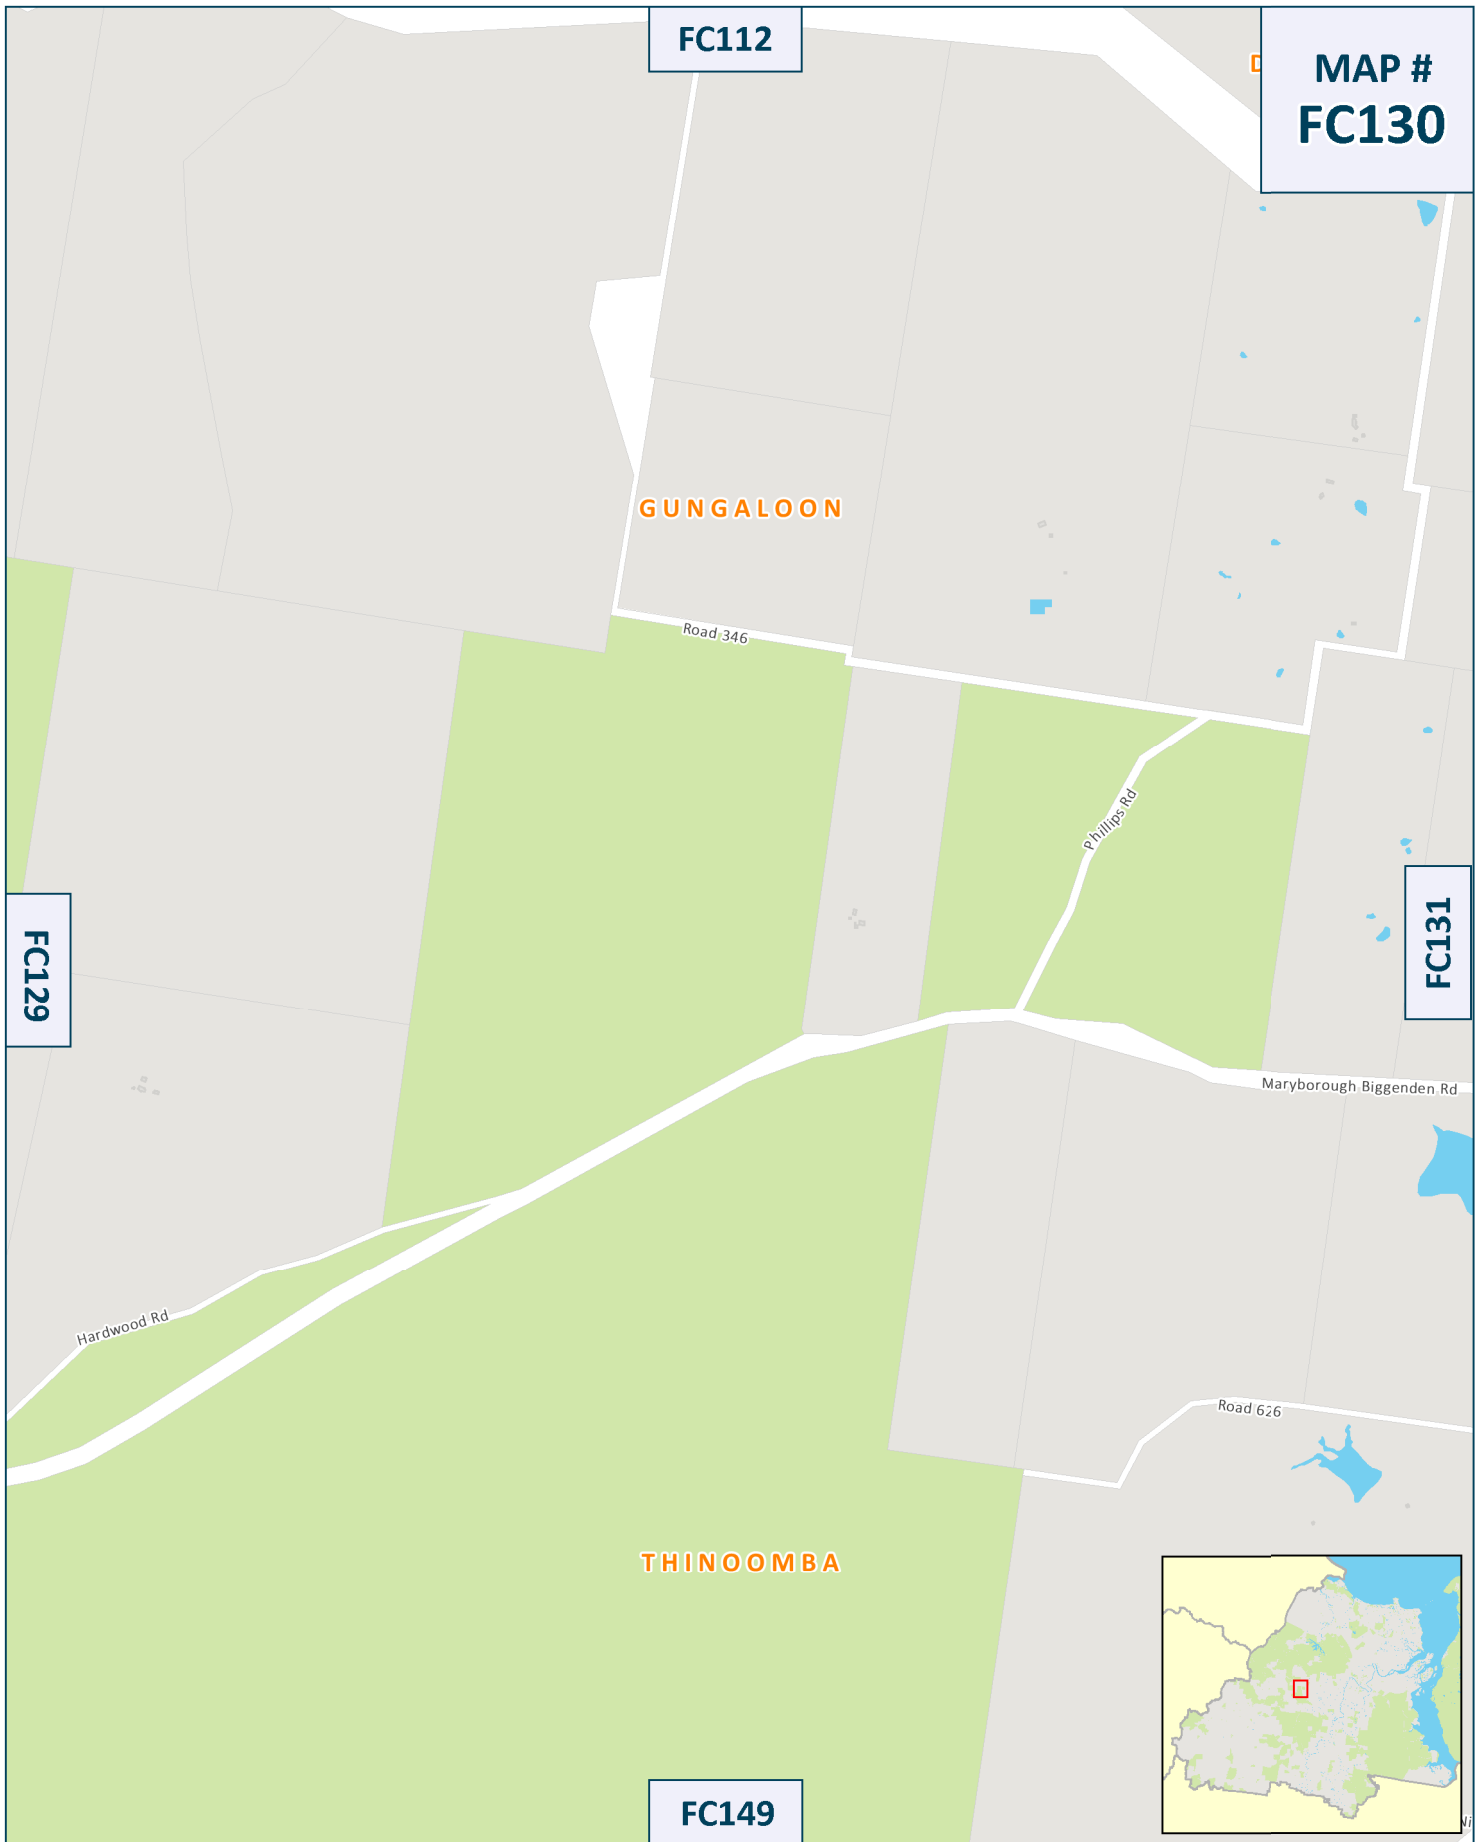 FC112
MAP #
FC130
GUNGALOON
Road 346
Phillips Rd
FC129
FC131
Maryborough Biggenden Rd
Hardwood Rd
Road 626
THINOOMBA
FC149